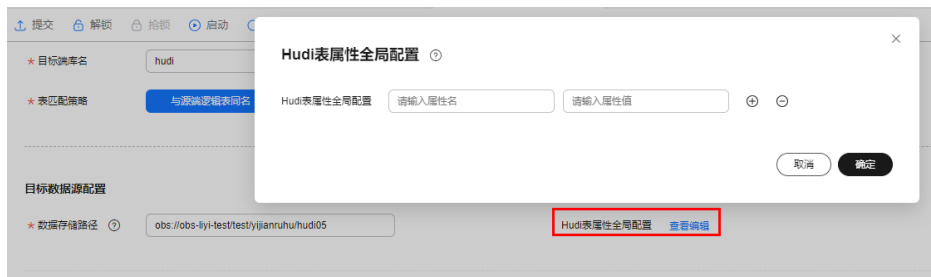 提交 解锁 抢锁 启动
* 目标端库名 hudi
* 表匹配策略 与源端逻辑表同名
Hudi表属性全局配置
Hudi表属性全局配置 请输入属性名 请输入属性值
取消 确定
目标数据源配置
* 数据存储路径 obs://obs-liyi-test/test/yijianruhu/hudi05 Hudi表属性全局配置 查看编辑